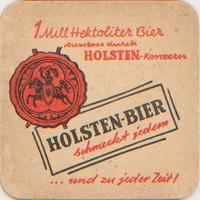 1 Mill Hektoliter Bier
Ausstoss durch
HOLSTEN-Konzern
HOLSTEN-BIER
schmeckt jedem
... und zu jeder Zeit!